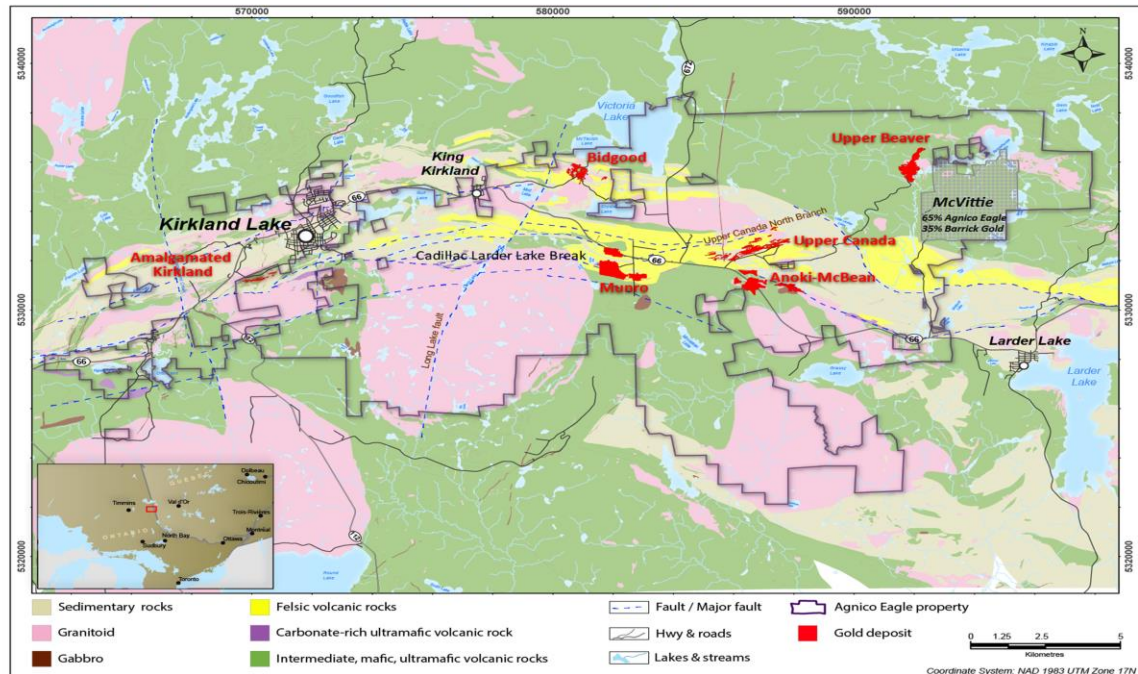 570000
580000
590000
5340000
5340000
672
Victoria
Lake
Upper Beaver
King
Kirkland
Bidgood
McVittie
65% Agnico Eagle
35% Barrick Gold
66
Kirkland Lake
Upper Canada North Branch
Upper Canada
Amalgamated
Kirkland
Cadillac Larder Lake Break
66
Munro
Anoki-McBean
5330000
5330000
Long Lake fault
66
66
Larder Lake
Larder
Lake
Dolbeau
Chicoutimi
QUEBEC
Timmins
Val d'Or
Trois-Rivières
ONTARIO
North Bay
Montréal
Sudbury
Ottawa
Toronto
5320000
5320000
Sedimentary rocks
Felsic volcanic rocks
Fault / Major fault
Agnico Eagle property
Granitoid
Carbonate-rich ultramafic volcanic rock
Hwy & roads
Gold deposit
Gabbro
Intermediate, mafic, ultramafic volcanic rocks
Lakes & streams
0 1.25 2.5 5
Kilometres
Coordinate System: NAD 1983 UTM Zone 17N